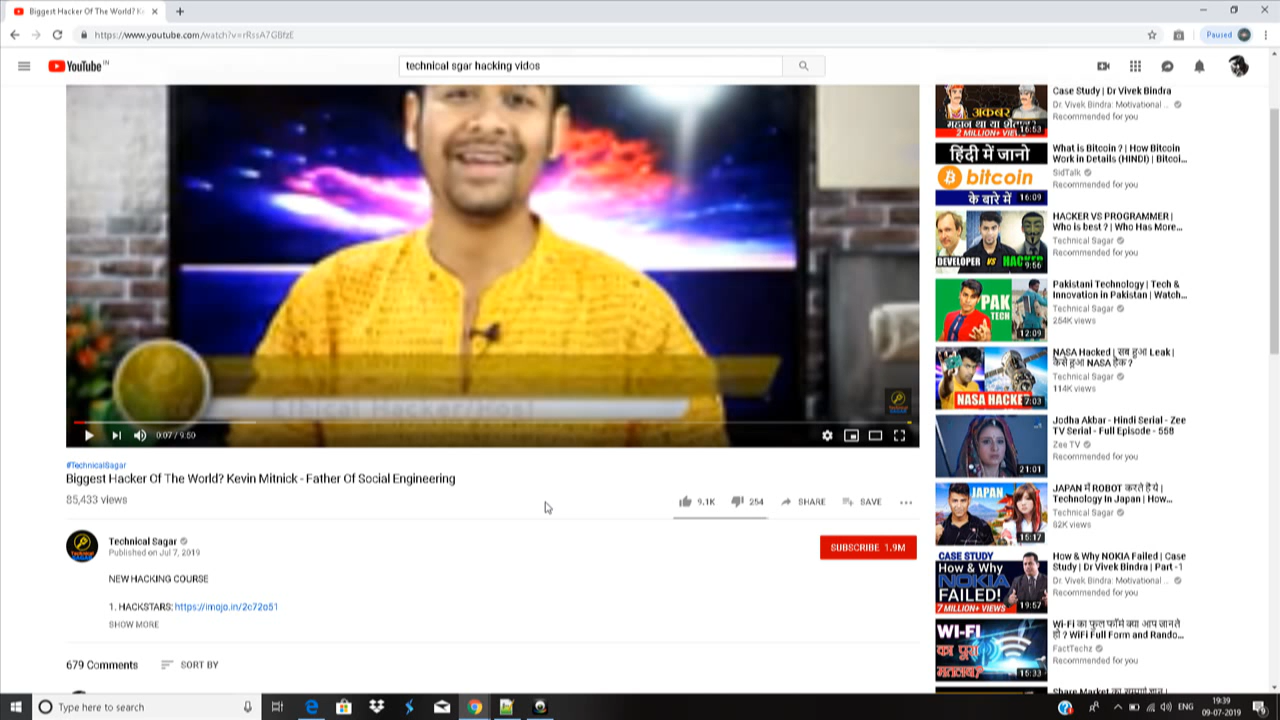 Biggest Hacker Of The World? Ke
https://www.youtube.com/watch?v=rRssA7GBfzE
Paused
YouTube IN
technical sgar hacking vidos
0:07 / 9:50
#TechnicalSagar
Biggest Hacker Of The World? Kevin Mitnick - Father Of Social Engineering
85,433 views
9.1K
254
SHARE
SAVE
Technical Sagar
Published on Jul 7, 2019
SUBSCRIBE 1.9M
NEW HACKING COURSE
1. HACKSTARS: https://imojo.in/2c72a51
SHOW MORE
679 Comments
SORT BY
अकबर
महान था या शैतान?
2 MILLION+ VIE
16:53
Case Study | Dr Vivek Bindra
Dr. Vivek Bindra: Motivational ...
Recommended for you
हिंदी में जानो
bitcoin
के बारे में
16:09
What is Bitcoin ? | How Bitcoin
Work in Details (HINDI) | Bitcoi...
SidTalk
Recommended for you
DEVELOPER VS HACKER
9:56
HACKER VS PROGRAMMER |
Who is best ? | Who Has More...
Technical Sagar
Recommended for you
PAK
TECH
12:09
Pakistani Technology | Tech &
Innovation in Pakistan | Watch...
Technical Sagar
254K views
NASA HACKE
7:03
NASA Hacked | सब हुआ Leak |
कैसे हुआ NASA हैक ?
Technical Sagar
114K views
21:01
Jodha Akbar - Hindi Serial - Zee
TV Serial - Full Episode - 558
Zee TV
Recommended for you
JAPAN
15:17
JAPAN में ROBOT करते है ये |
Technology In Japan | How...
Technical Sagar
82K views
CASE STUDY
How & Why
NOKIA
FAILED!
7 MILLION+ VIEWS
19:57
How & Why NOKIA Failed | Case
Study | Dr Vivek Bindra | Part -1
Dr. Vivek Bindra: Motivational ...
Recommended for you
WI-FI
का पुरा
मतलब?
15:33
Wi-Fi का फुल फॉर्म क्या आप जानते
हो ? WiFi Full Form and Rando...
FactTechz
Recommended for you
Share Market का सम्पूर्ण ज्ञान |
Type here to search
ENG
19:39
09-07-2019